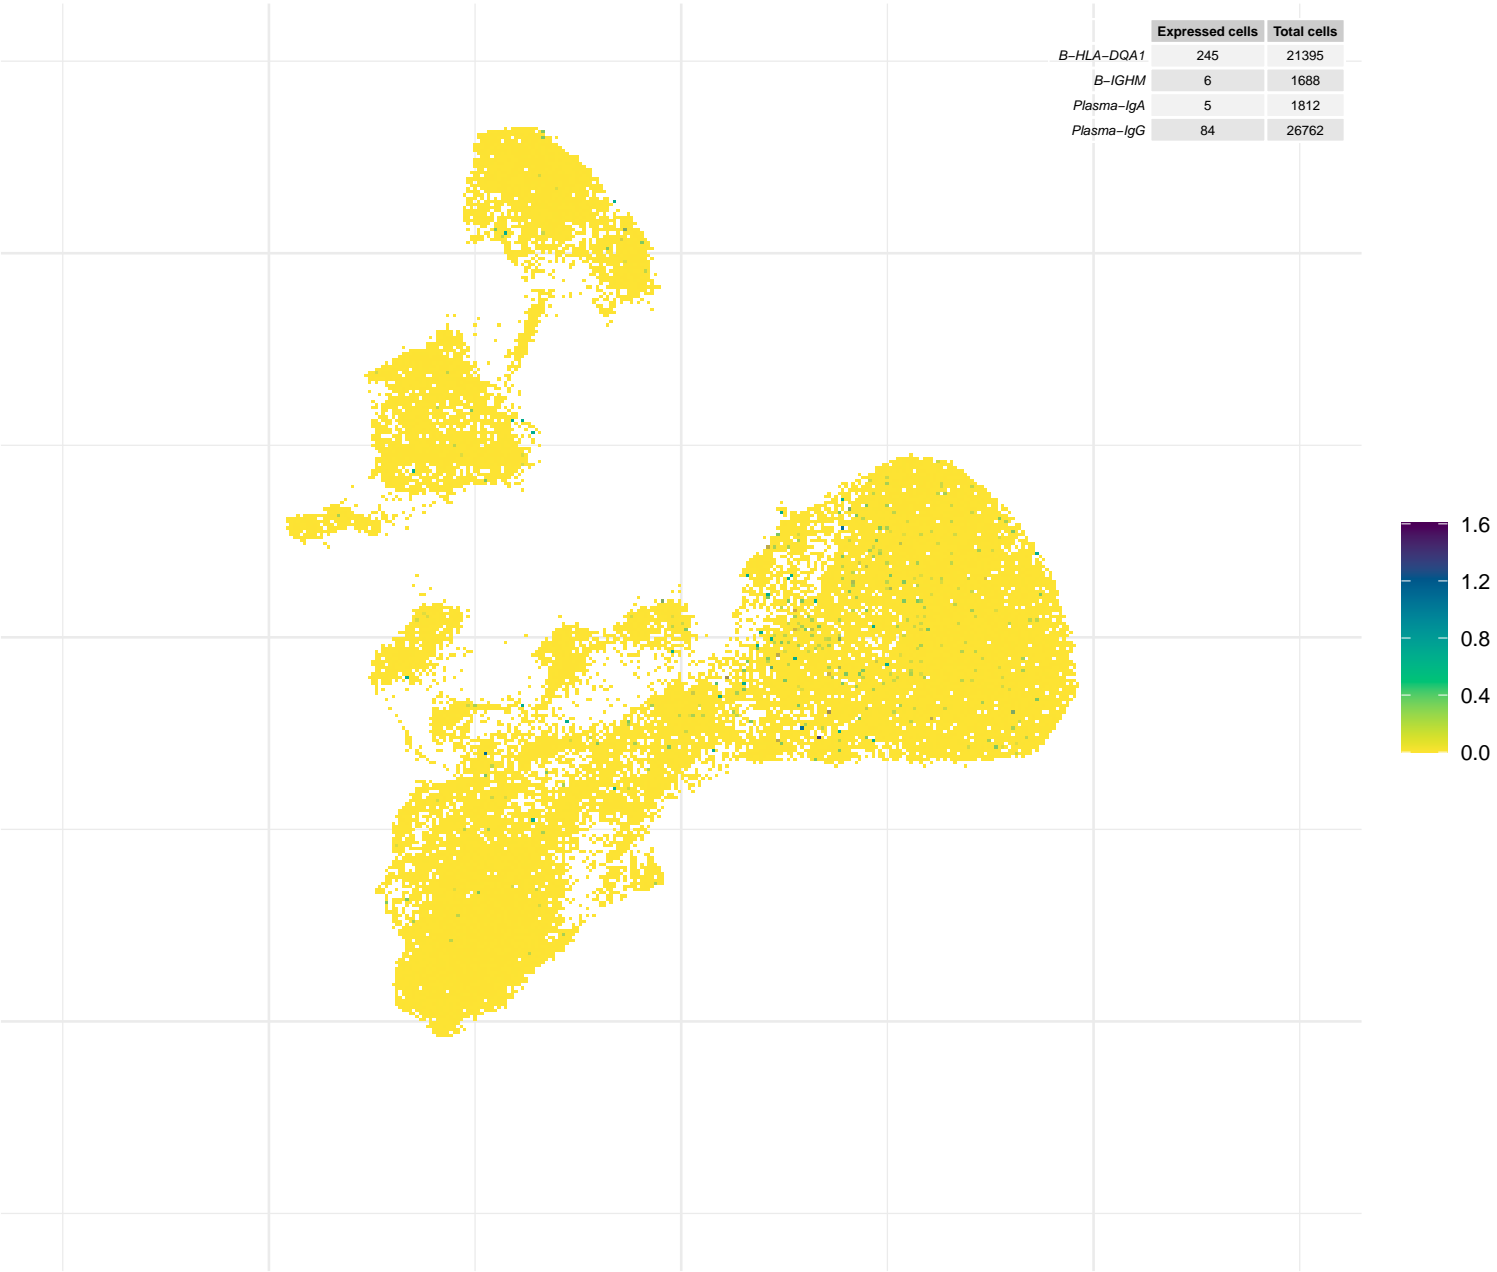 Expressed cells Total cells
B−HLA−DQA1 245 21395
B−IGHM 6 1688
Plasma−IgA 5 1812
Plasma−IgG 84 26762
1.6
1.2
0.8
0.4
0.0